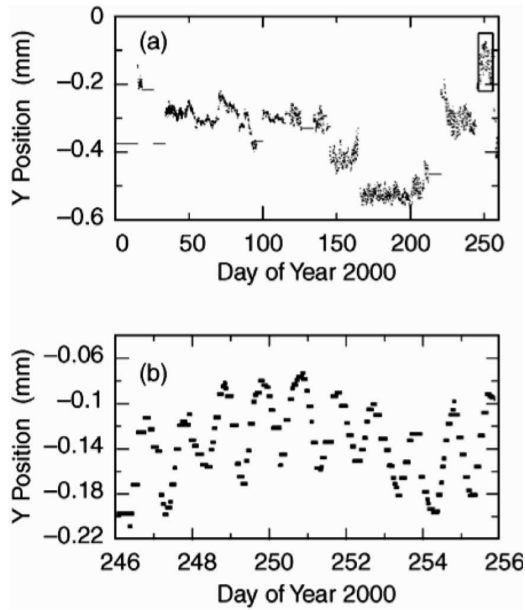 (a)
Y Position (mm)
0
−0.2
−0.4
−0.6
0 50 100 150 200 250
Day of Year 2000
(b)
Y Position (mm)
−0.06
−0.1
−0.14
−0.18
−0.22
246 248 250 252 254 256
Day of Year 2000